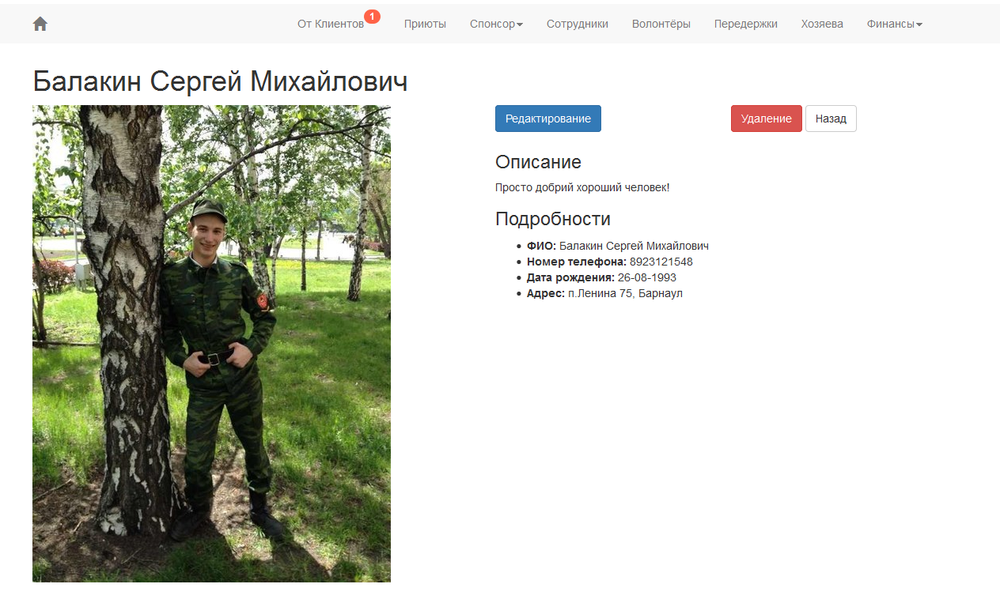 От Клиентов 1 Приюты Спонсор Сотрудники Волонтёры Передержки Хозяева Финансы
Балакин Сергей Михайлович
Редактирование Удаление Назад
Описание
Просто добрий хороший человек!
Подробности
ФИО: Балакин Сергей Михайлович
Номер телефона: 8923121548
Дата рождения: 26-08-1993
Адрес: п.Ленина 75, Барнаул